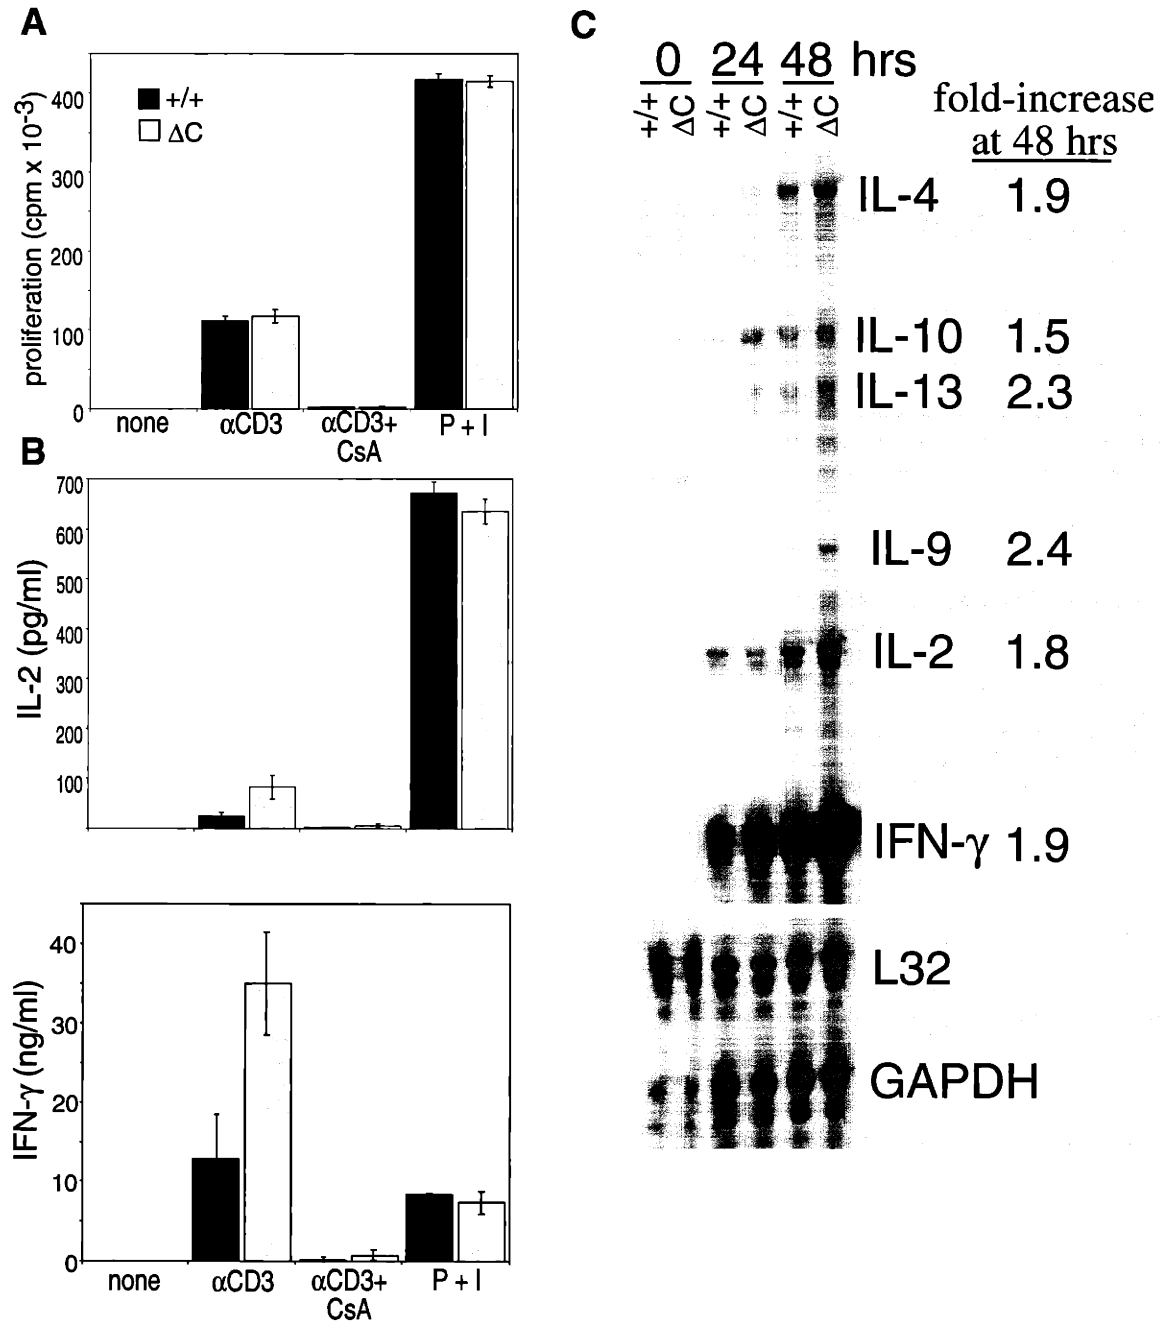 A
proliferation (cpm x 10-3)
400
300
200
100
0
+/+
ΔC
none
αCD3
αCD3+
CsA
P + I
B
IL-2 (pg/ml)
700
600
500
400
300
200
100
IFN-γ (ng/ml)
40
30
20
10
0
none
αCD3
αCD3+
CsA
P + I
C
0 24 48 hrs
+/+ ΔC +/+ ΔC +/+ ΔC
fold-increase
at 48 hrs
IL-4 1.9
IL-10 1.5
IL-13 2.3
IL-9 2.4
IL-2 1.8
IFN-γ 1.9
L32
GAPDH